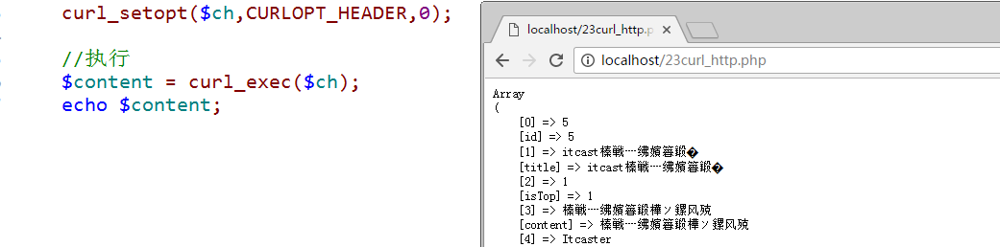 curl_setopt($ch,CURLOPT_HEADER,0);
//执行
$content = curl_exec($ch);
echo $content;
localhost/23curl_http.p
localhost/23curl_http.php
Array
(
[0] => 5
[id] => 5
[1] => itcast榛戦┈绋嬪簭鍛�
[title] => itcast榛戦┈绋嬪簭鍛�
[2] => 1
[isTop] => 1
[3] => 榛戦┈绋嬪簭鍛樺ソ鏍风殑
[content] => 榛戦┈绋嬪簭鍛樺ソ鏍风殑
[4] => Itcaster